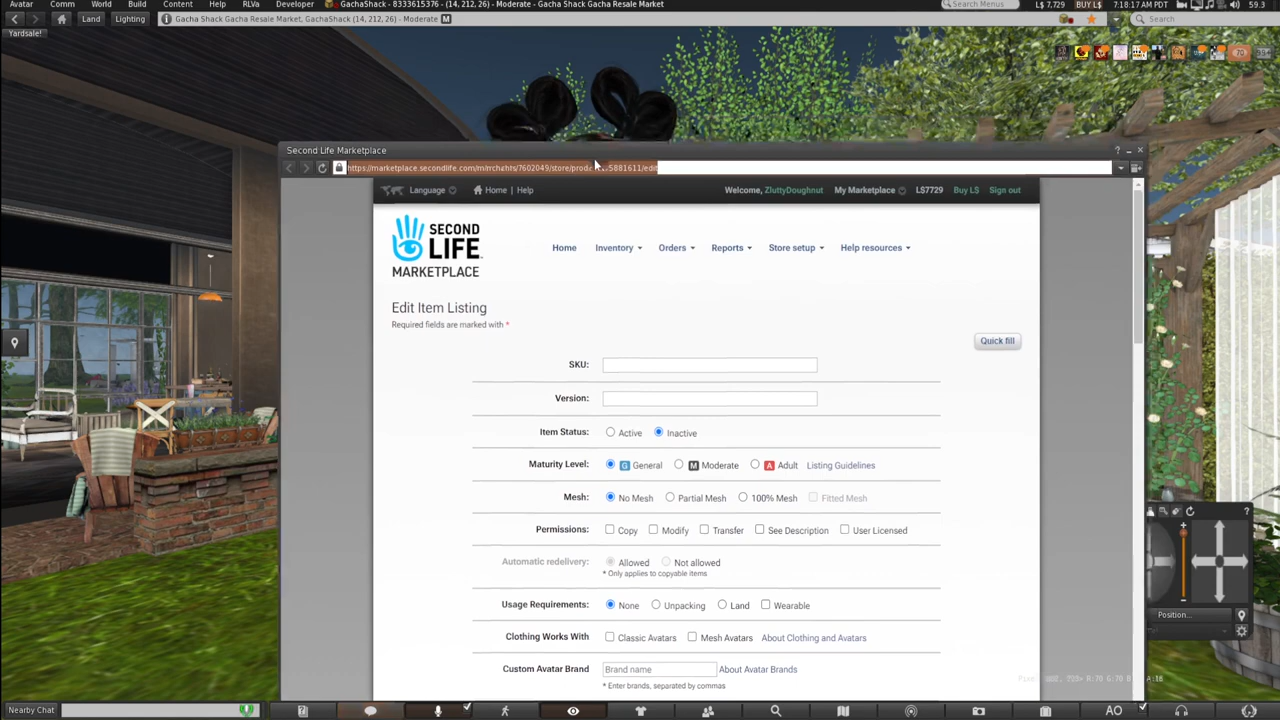 Avatar Comm World Build Content Help RLVa Developer GachaShack - 8333615376 - (14, 212, 26) - Moderate - Gacha Shack Gacha Resale Market Search Menus L$ 7,729 BUY L$ 7:18:17 AM PDT 59.3
Land Lighting Gacha Shack Gacha Resale Market, GachaShack (14, 212, 26) - Moderate M Search
Yardsale!
70 99+
Second Life Marketplace
Language Home | Help Welcome, ZluttyDoughnut My Marketplace L$7729 Buy L$ Sign out
SECOND LIFE MARKETPLACE
Home Inventory Orders Reports Store setup Help resources
Edit Item Listing
Required fields are marked with *
Quick fill
SKU:
Version:
Item Status: Active Inactive
Maturity Level: G General M Moderate A Adult Listing Guidelines
Mesh: No Mesh Partial Mesh 100% Mesh Fitted Mesh
Permissions: Copy Modify Transfer See Description User Licensed
Automatic redelivery: Allowed Not allowed
* Only applies to copyable items
Usage Requirements: None Unpacking Land Wearable
Position...
Clothing Works With Classic Avatars Mesh Avatars About Clothing and Avatars
Custom Avatar Brand Brand name About Avatar Brands
* Enter brands, separated by commas
Nearby Chat AO